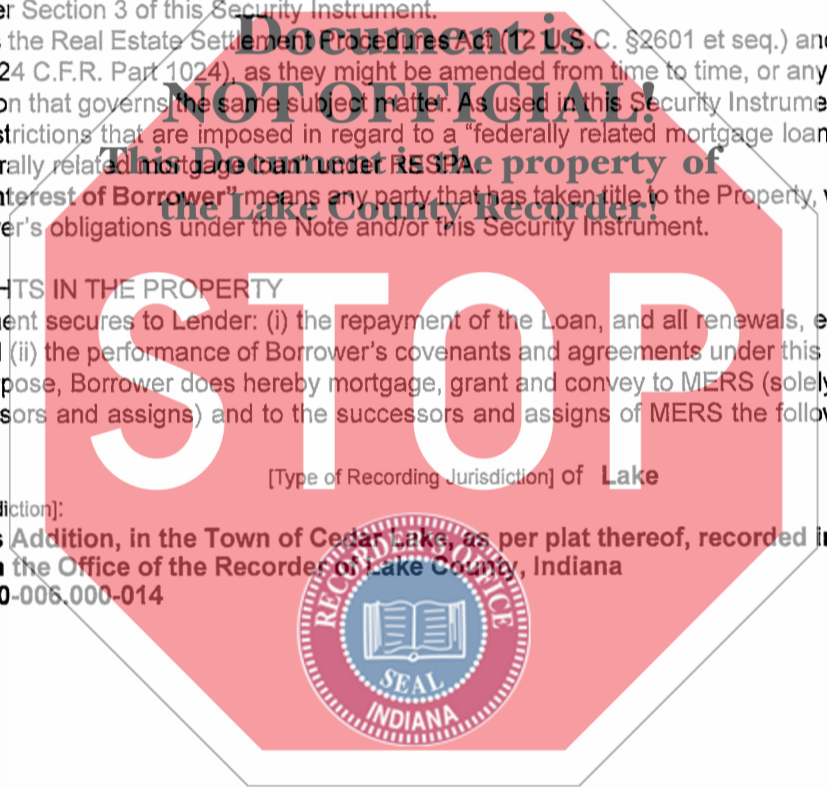 er Section 3 of this Security Instrument.
Document is
s the Real Estate Settlement Procedures Act (12 U.S.C. §2601 et seq.) and
24 C.F.R. Part 1024), as they might be amended from time to time, or any
NOT OFFICIAL!
on that governs the same subject matter. As used in this Security Instrume
strictions that are imposed in regard to a “federally related mortgage loan
This Document is the property of
rally related mortgage loan” under RESPA.
nterest of Borrower” means any party that has taken title to the Property,
the Lake County Recorder!
er's obligations under the Note and/or this Security Instrument.
HTS IN THE PROPERTY
ent secures to Lender: (i) the repayment of the Loan, and all renewals, e
(ii) the performance of Borrower's covenants and agreements under this
pose, Borrower does hereby mortgage, grant and convey to MERS (solely
sors and assigns) and to the successors and assigns of MERS the follow
STOP
[Type of Recording Jurisdiction] of Lake
diction]:
s Addition, in the Town of Cedar Lake, as per plat thereof, recorded in
n the Office of the Recorder of Lake County, Indiana
0-006.000-014
RECORDER'S OFFICE
SEAL
INDIANA